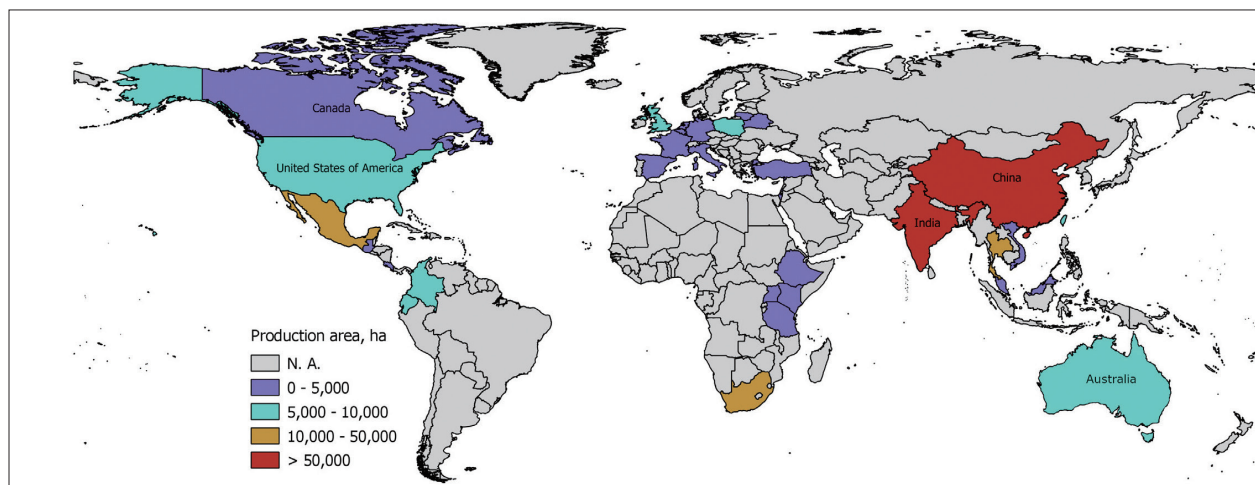 Canada
United States of America
China
India
Australia
Production area, ha
N. A.
0 - 5,000
5,000 - 10,000
10,000 - 50,000
> 50,000